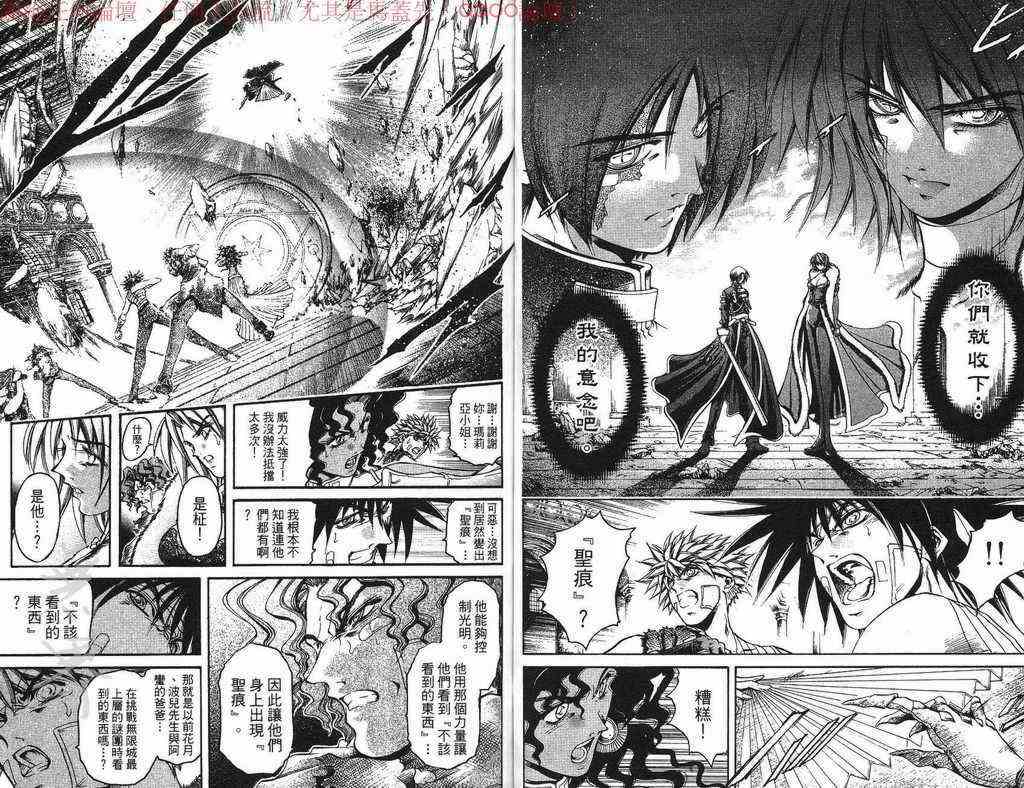 你們就收下…
我的意念吧。
!!
『聖痕』?
糟糕!
謝…謝謝
妳…瑪莉
亞小姐!
威力太強了!
我沒辦法抵擋
太多次!
可惡…沒想
到居然變出
『聖痕』…
我根本不
知道連他
們都有啊
?
是柾!
什麼?
是他…?
他能夠控
制光明。
他用那個力量讓
他們看到『不該
看到的東西』…
因此讓他們
身上出現『
聖痕』。
『不該
看到的
東西』
?
那就是以前花月
、波兒先生與阿
蠻的爸爸…
在挑戰無限城最
上層的謎團時看
到的東西嗎…?